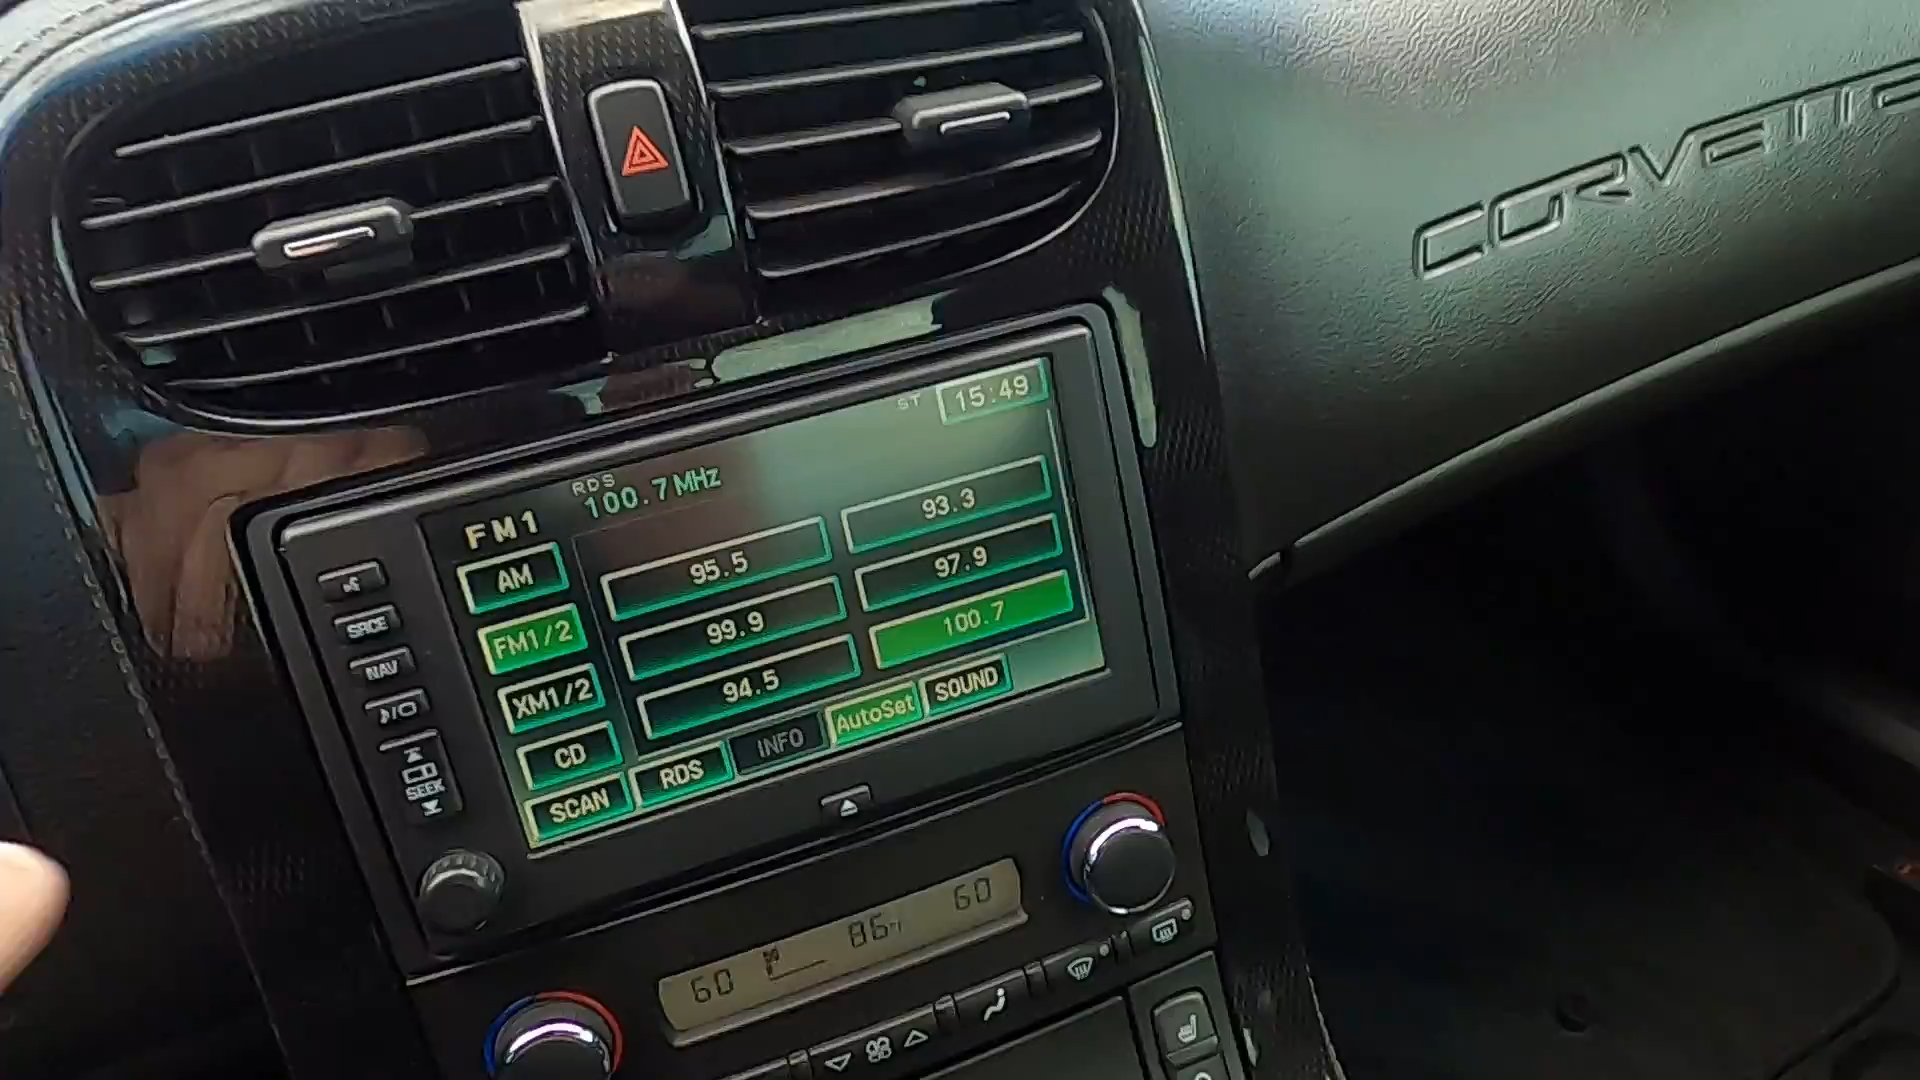 CORVETTE
ST 15:49
RDS
100.7 MHz
FM1
AM
95.5
93.3
FM1/2
99.9
97.9
XM1/2
94.5
100.7
CD
SCAN
RDS
INFO
AutoSet
SOUND
SRCE
NAV
SEEK
60
86
60